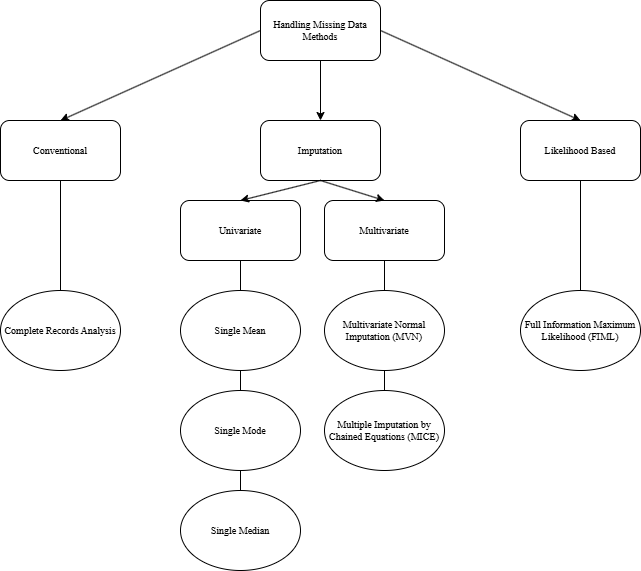 Handling Missing Data
Methods
Conventional
Imputation
Likelihood Based
Univariate
Multivariate
Complete Records Analysis
Single Mean
Multivariate Normal
Imputation (MVN)
Full Information Maximum
Likelihood (FIML)
Single Mode
Multiple Imputation by
Chained Equations (MICE)
Single Median